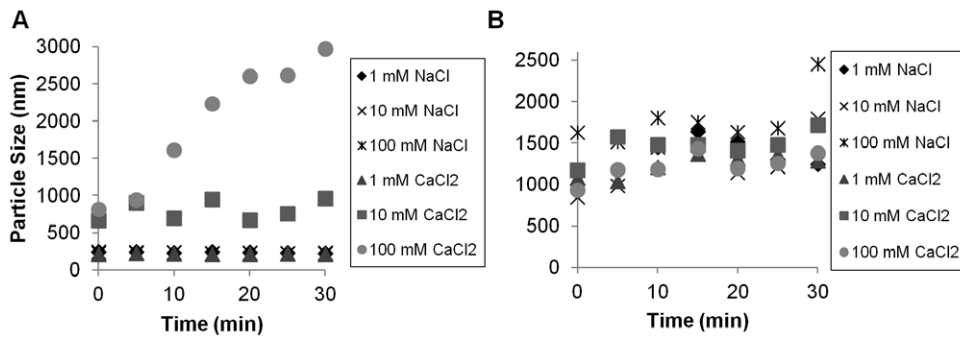 A
Particle Size (nm)
3000
2500
2000
1500
1000
500
0
0
10
20
30
Time (min)
1 mM NaCl
10 mM NaCl
100 mM NaCl
1 mM CaCl2
10 mM CaCl2
100 mM CaCl2
B
2500
2000
1500
1000
500
0
0
10
20
30
Time (min)
1 mM NaCl
10 mM NaCl
100 mM NaCl
1 mM CaCl2
10 mM CaCl2
100 mM CaCl2